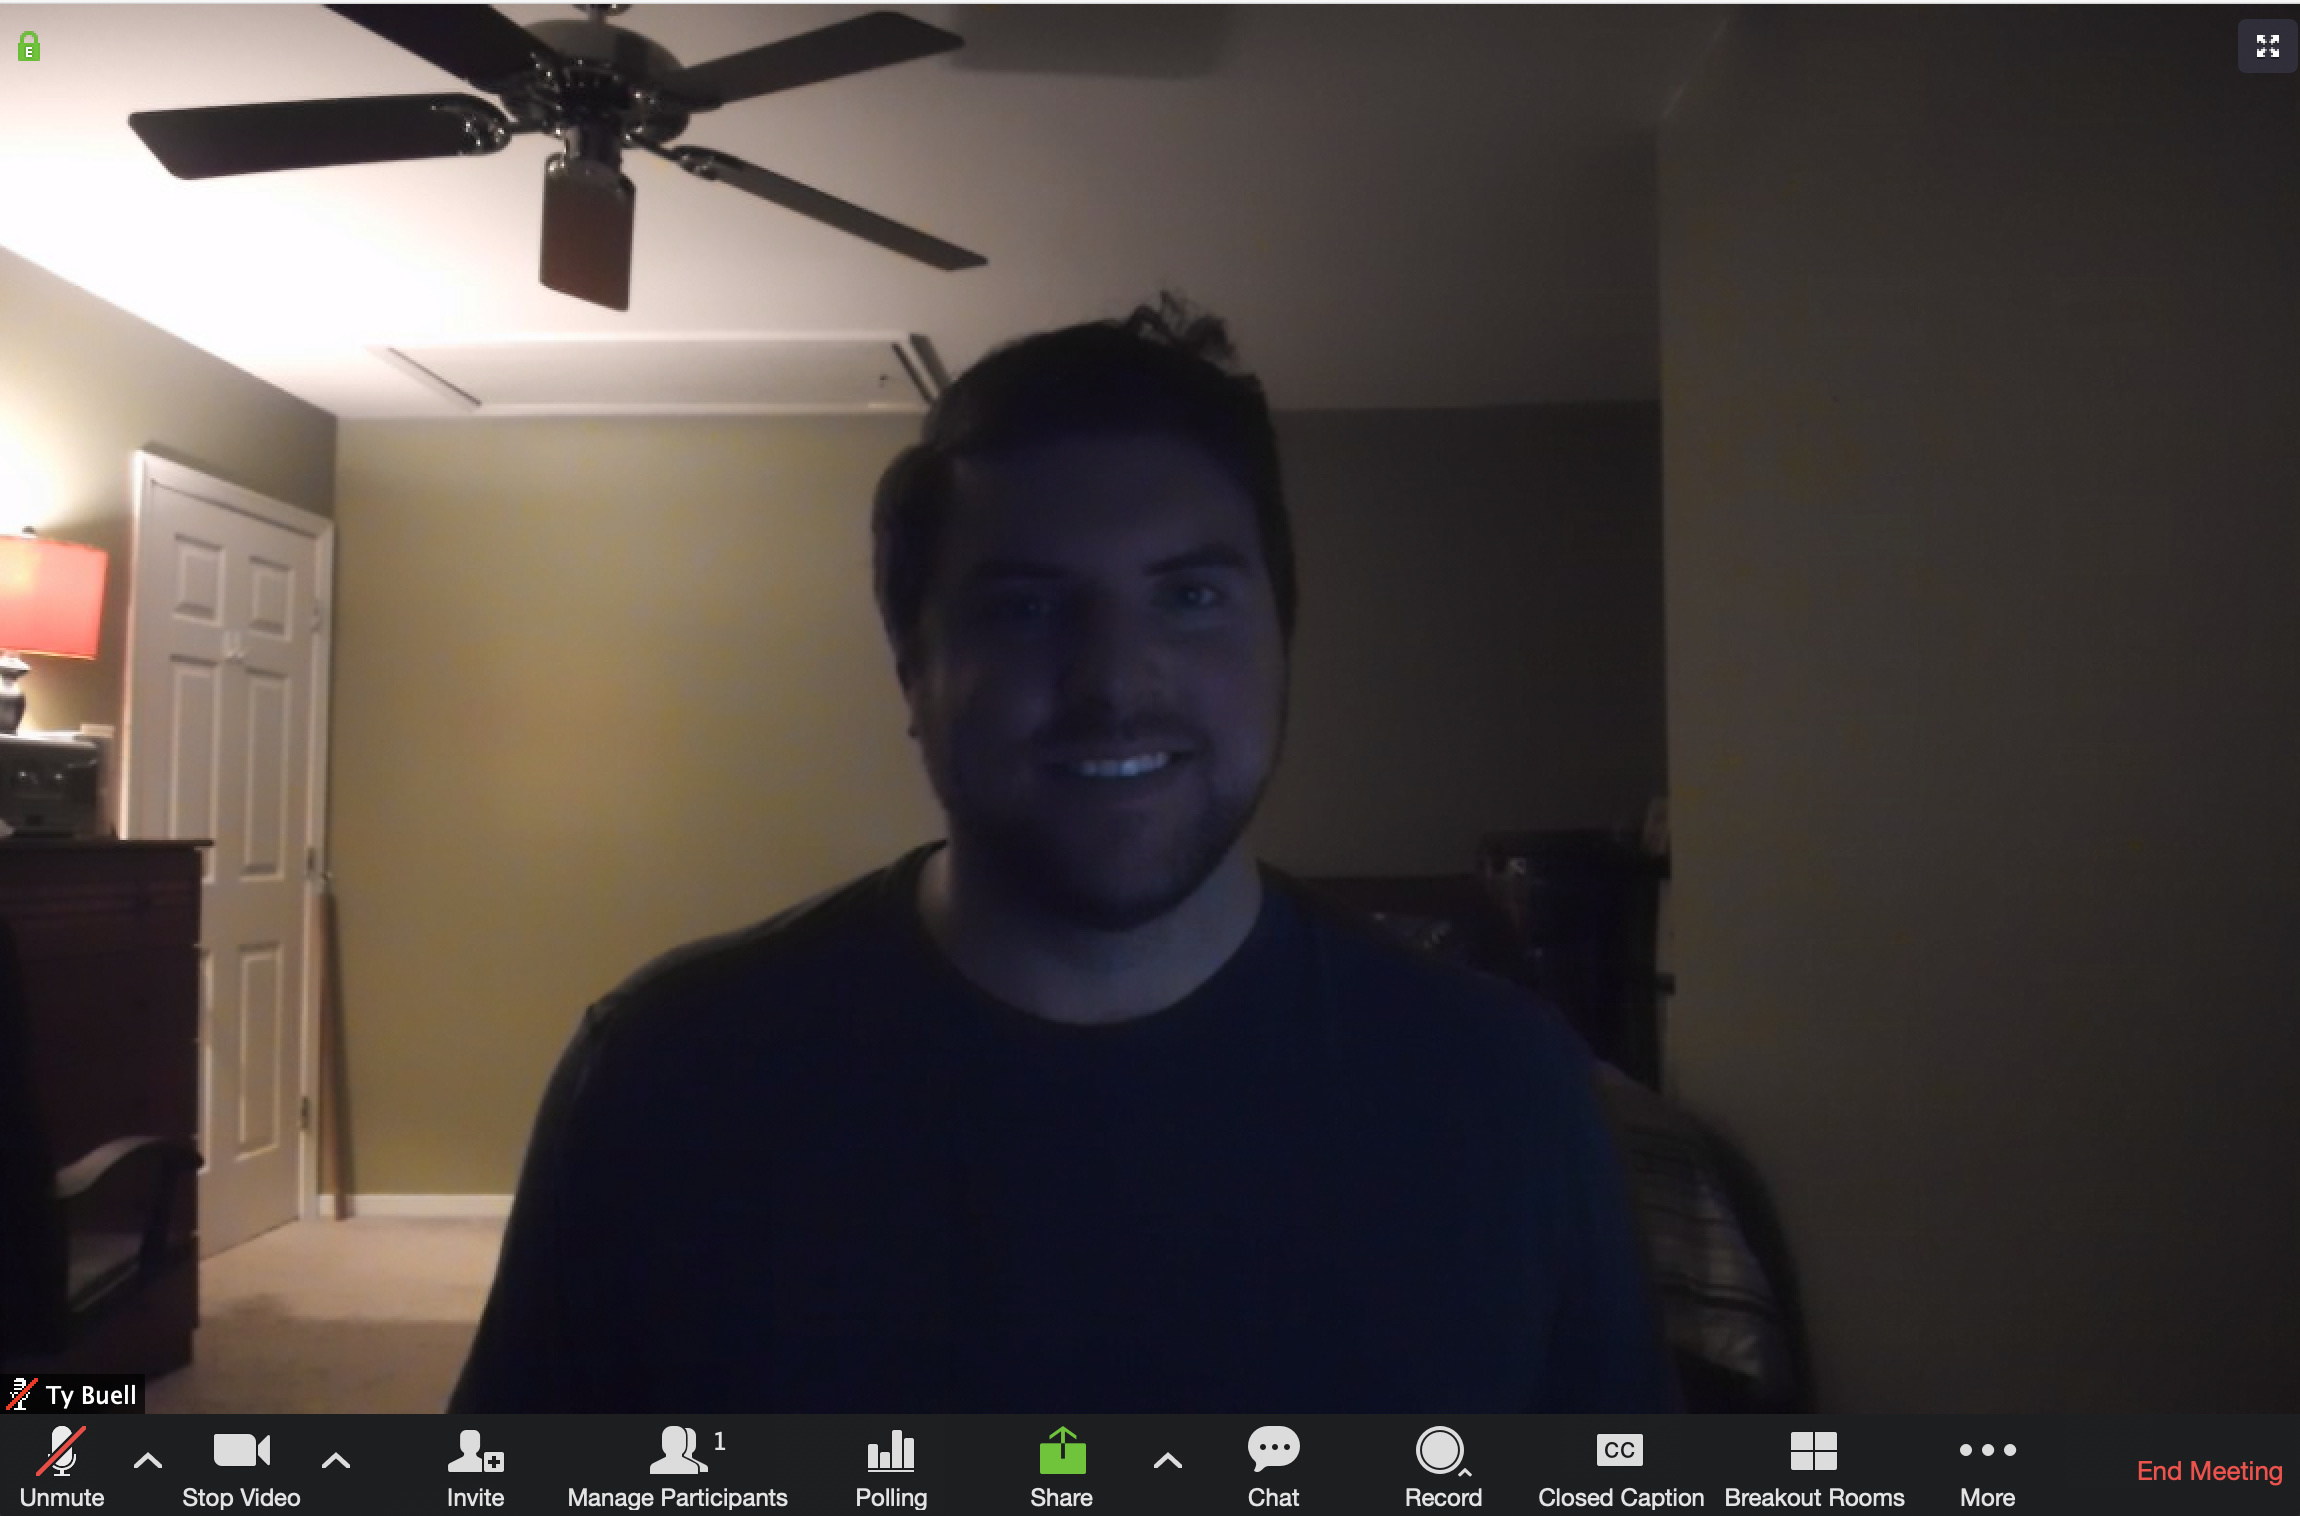 E
Ty Buell
1
Unmute
Stop Video
Invite
Manage Participants
Polling
Share
Chat
Record
CC
Closed Caption
Breakout Rooms
More
End Meeting